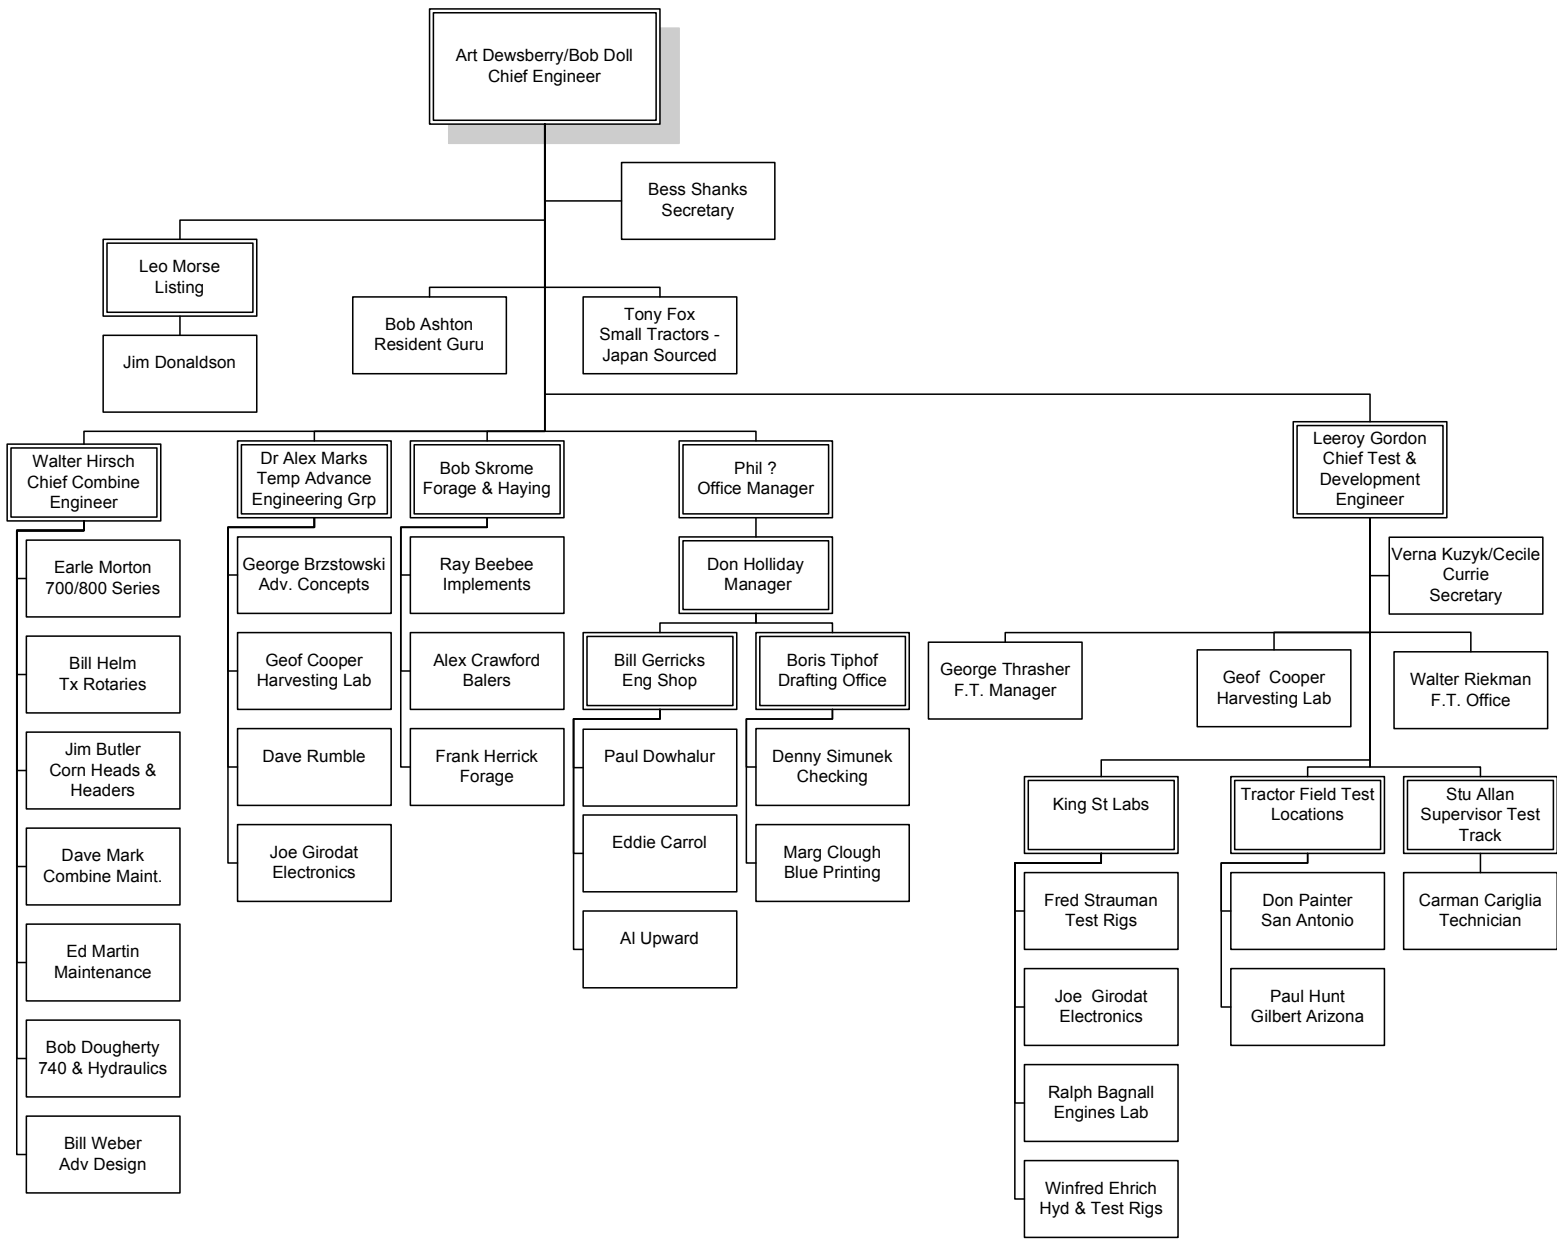 Art Dewsberry/Bob Doll
Chief Engineer
Bess Shanks
Secretary
Leo Morse
Listing
Jim Donaldson
Bob Ashton
Resident Guru
Tony Fox
Small Tractors -
Japan Sourced
Walter Hirsch
Chief Combine
Engineer
Earle Morton
700/800 Series
Bill Helm
Tx Rotaries
Jim Butler
Corn Heads &
Headers
Dave Mark
Combine Maint.
Ed Martin
Maintenance
Bob Dougherty
740 & Hydraulics
Bill Weber
Adv Design
Dr Alex Marks
Temp Advance
Engineering Grp
George Brzstowski
Adv. Concepts
Geof Cooper
Harvesting Lab
Dave Rumble
Joe Girodat
Electronics
Bob Skrome
Forage & Haying
Ray Beebee
Implements
Alex Crawford
Balers
Frank Herrick
Forage
Phil ?
Office Manager
Don Holliday
Manager
Bill Gerricks
Eng Shop
Paul Dowhalur
Eddie Carrol
Al Upward
Boris Tiphof
Drafting Office
Denny Simunek
Checking
Marg Clough
Blue Printing
Leeroy Gordon
Chief Test &
Development
Engineer
Verna Kuzyk/Cecile
Currie
Secretary
George Thrasher
F.T. Manager
Geof  Cooper
Harvesting Lab
Walter Riekman
F.T. Office
King St Labs
Fred Strauman
Test Rigs
Joe  Girodat
Electronics
Ralph Bagnall
Engines Lab
Winfred Ehrich
Hyd & Test Rigs
Tractor Field Test
Locations
Don Painter
San Antonio
Paul Hunt
Gilbert Arizona
Stu Allan
Supervisor Test
Track
Carman Cariglia
Technician